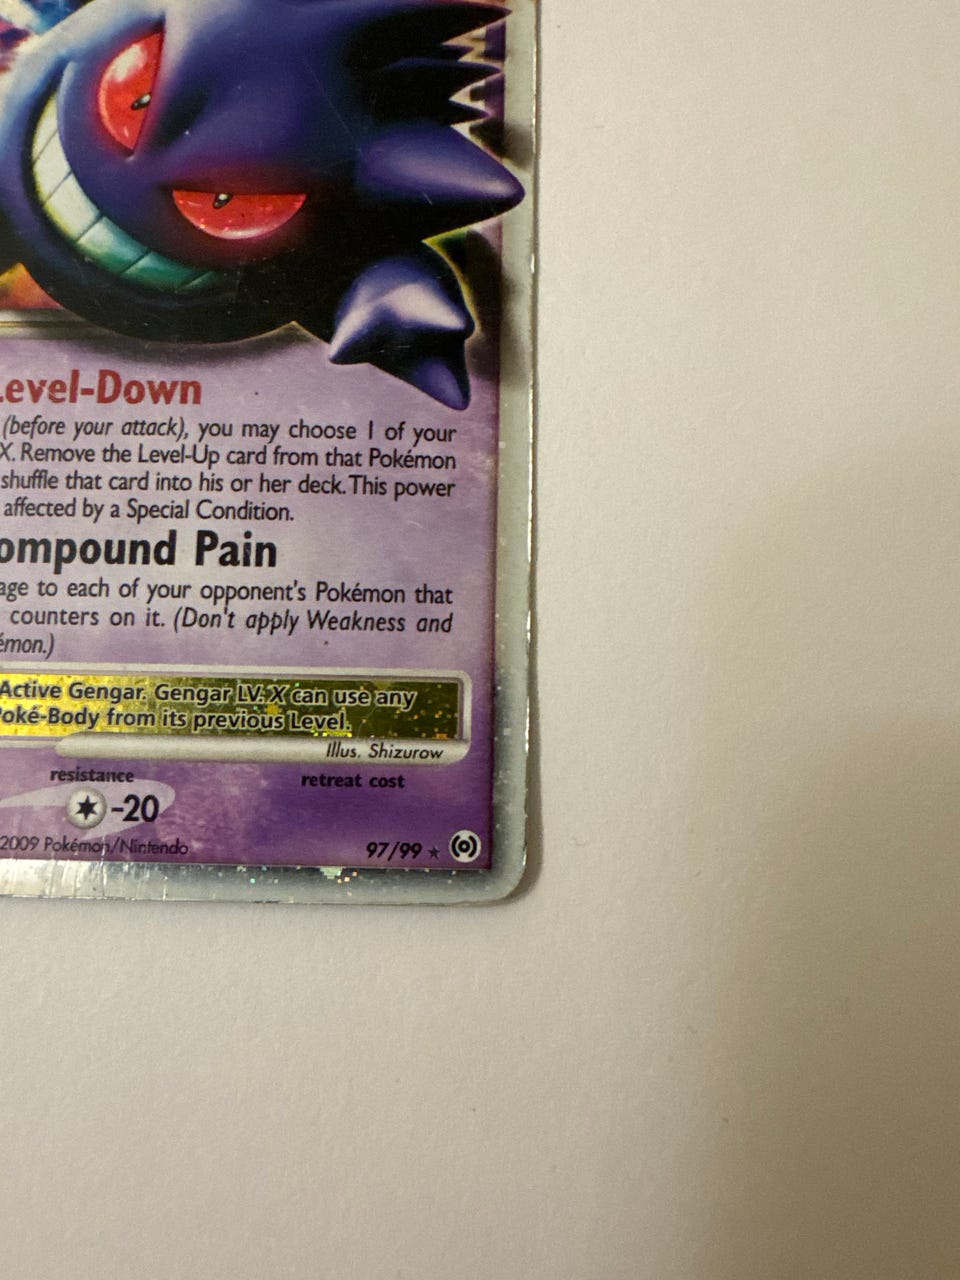 Level-Down
(before your attack), you may choose 1 of your
X. Remove the Level-Up card from that Pokémon
shuffle that card into his or her deck. This power
affected by a Special Condition.
ompound Pain
age to each of your opponent's Pokémon that
counters on it. (Don't apply Weakness and
émon.)
Active Gengar. Gengar LV. X can use any
Poké-Body from its previous Level.
Illus. Shizurow
resistance
retreat cost
-20
2009 Pokémon/Nintendo
97/99